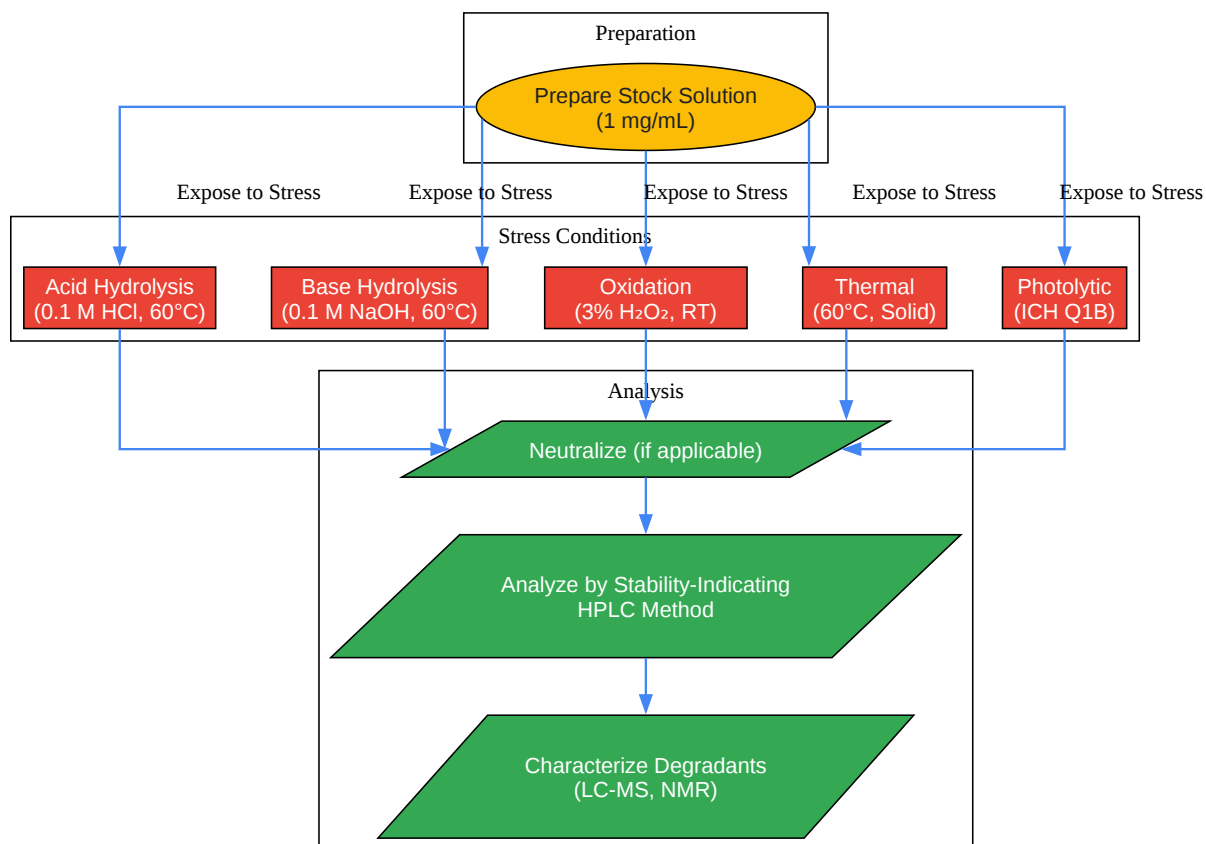 Preparation
Prepare Stock Solution
(1 mg/mL)
Expose to Stress
Expose to Stress
Expose to Stress
Expose to Stress
Expose to Stress
Stress Conditions
Acid Hydrolysis
(0.1 M HCl, 60°C)
Base Hydrolysis
(0.1 M NaOH, 60°C)
Oxidation
(3% H₂O₂, RT)
Thermal
(60°C, Solid)
Photolytic
(ICH Q1B)
Analysis
Neutralize (if applicable)
Analyze by Stability-Indicating
HPLC Method
Characterize Degradants
(LC-MS, NMR)